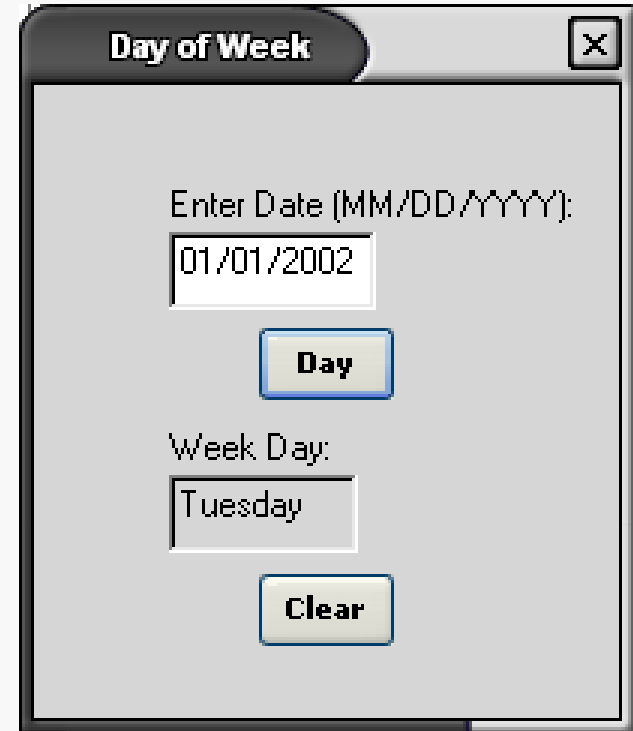 Day of Week
Enter Date (MM/DD/YYYY):
01/01/2002
Day
Week Day:
Tuesday
Clear